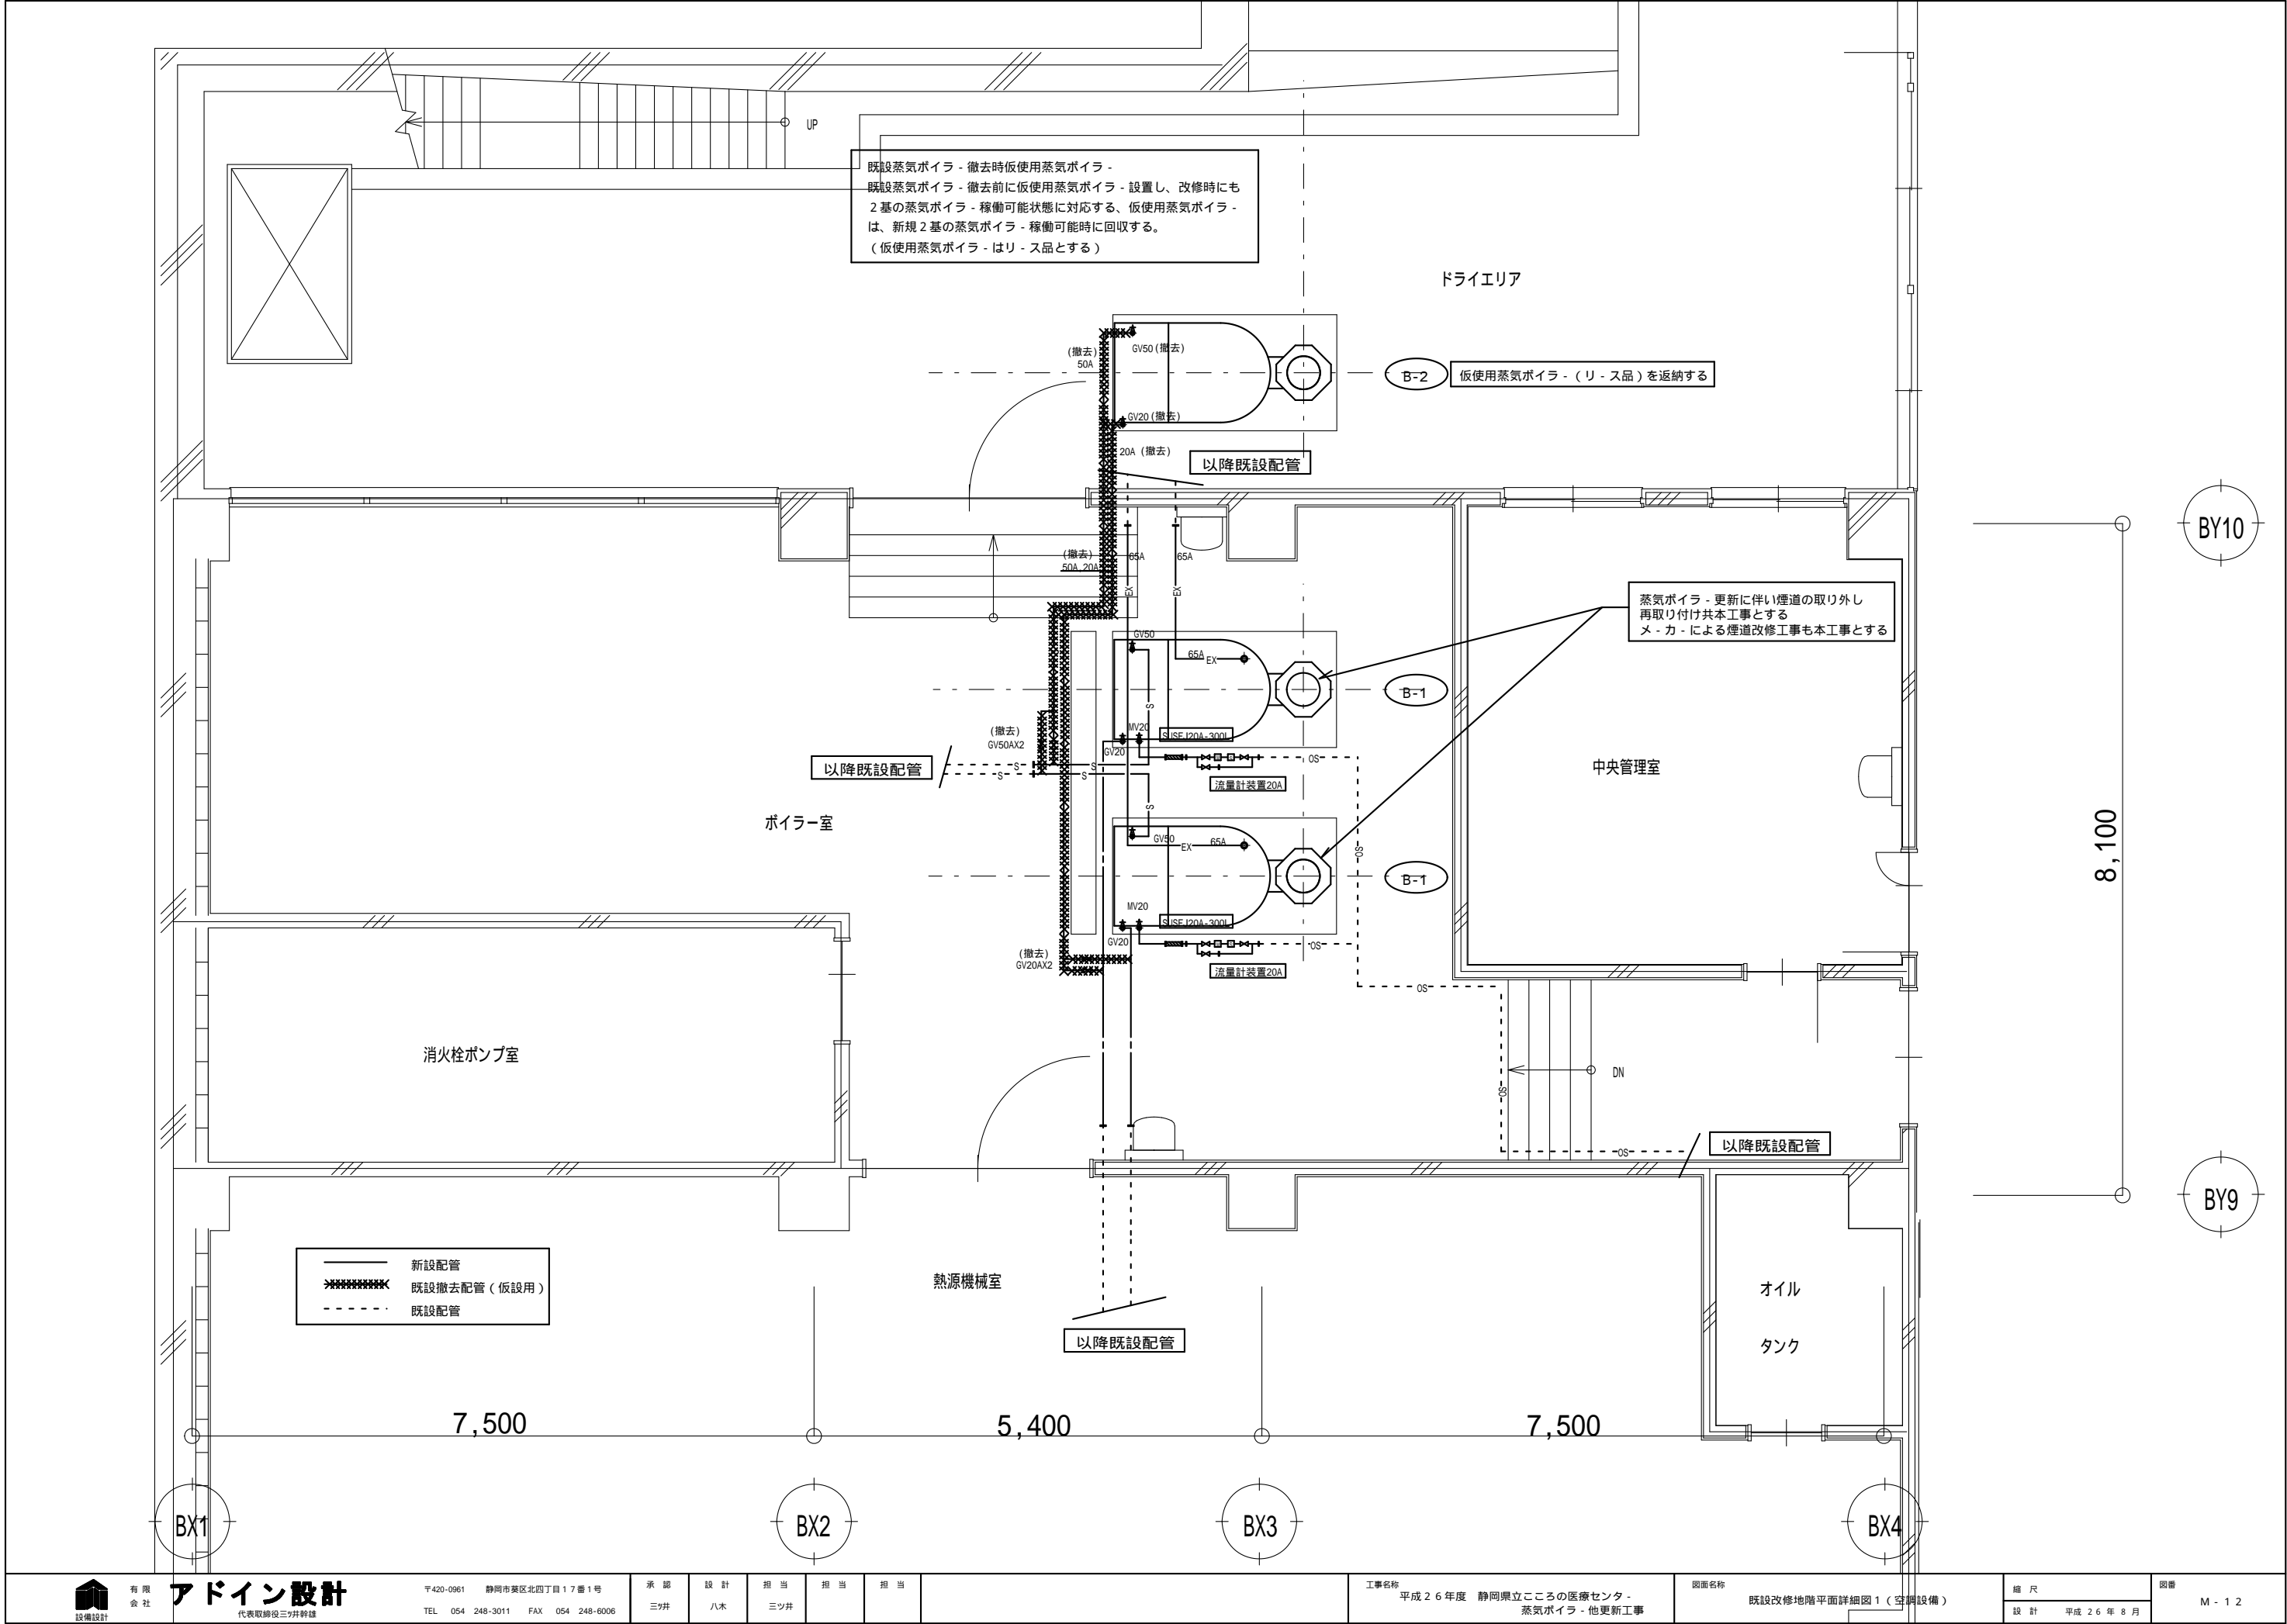 UP
既設蒸気ボイラ-徹去時仮使用蒸気ボイラ-
既設蒸気ボイラ-徹去前に仮使用蒸気ボイラ-設置し、改修時にも
２基の蒸気ボイラ-稼働可能状態に対応する、仮使用蒸気ボイラ-
は、新規２基の蒸気ボイラ-稼働可能時に回収する。
(仮使用蒸気ボイラ-はリ-ス品とする)
ドライエリア
(撤去)
50A
GV50(撤去)
B-2
仮使用蒸気ボイラ-(リ-ス品)を返納する
GV20(撤去)
20A (撤去)
以降既設配管
BY10
(撤去)
50A,20A
65A
65A
EX
EX
蒸気ボイラ-更新に伴い煙道の取り外し
再取り付け共本工事とする
メ-カ-による煙道改修工事も本工事とする
GV50
65A
EX
B-1
S
(撤去)
GV50AX2
MV20
SUSFJ20A-300L
GV20
以降既設配管
S
S
S
S
OS
流量計装置20A
中央管理室
ボイラー室
8,100
S
GV50
EX
65A
OS
B-1
MV20
SUSFJ20A-300L
GV20
(撤去)
GV20AX2
OS
流量計装置20A
OS
消火栓ポンプ室
DN
OS
OS
以降既設配管
BY9
新設配管
既設撤去配管(仮設用)
既設配管
熱源機械室
以降既設配管
オイル
タンク
7,500
5,400
7,500
BX1
BX2
BX3
BX4
設備設計
有限
会社
アドイン設計
代表取締役三ッ井幹雄
〒420-0961 静岡市葵区北四丁目１７番１号
TEL 054 248-3011 FAX 054 248-6006
承認
三ツ井
設計
八木
担当
三ツ井
担当
担当
工事名称
平成２６年度 静岡県立こころの医療センタ-
蒸気ボイラ-他更新工事
図面名称
既設改修地階平面詳細図１(空調設備)
縮尺
設計 平成 ２６ 年 ８ 月
図番
M-12